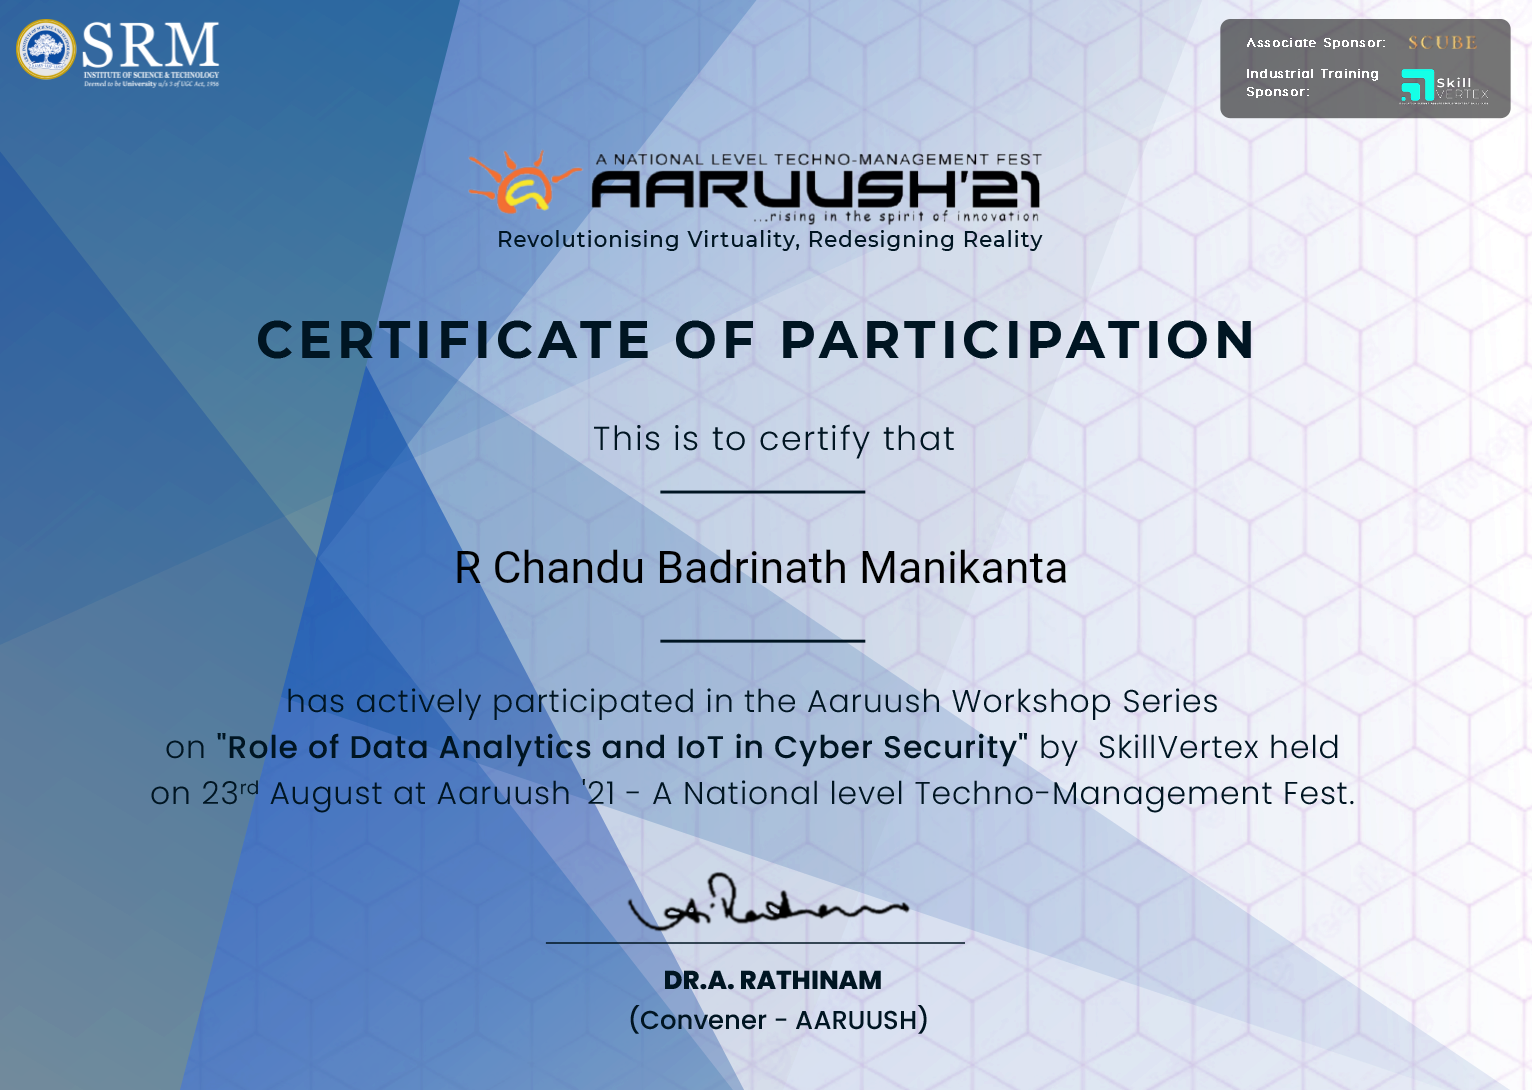 SRM
INSTITUTE OF SCIENCE & TECHNOLOGY
Deemed to be University u/s 3 of UGC Act, 1956
Associate Sponsor: SCUBE
Industrial Training
Sponsor:
Skill
VERTEX
A NATIONAL LEVEL TECHNO-MANAGEMENT FEST
AARUUSH'21
...rising in the spirit of innovation
Revolutionising Virtuality, Redesigning Reality
CERTIFICATE OF PARTICIPATION
This is to certify that
R Chandu Badrinath Manikanta
has actively participated in the Aaruush Workshop Series
on "Role of Data Analytics and IoT in Cyber Security" by SkillVertex held
on 23rd August at Aaruush '21 - A National level Techno-Management Fest.
A. Rathinam
DR.A. RATHINAM
(Convener - AARUUSH)